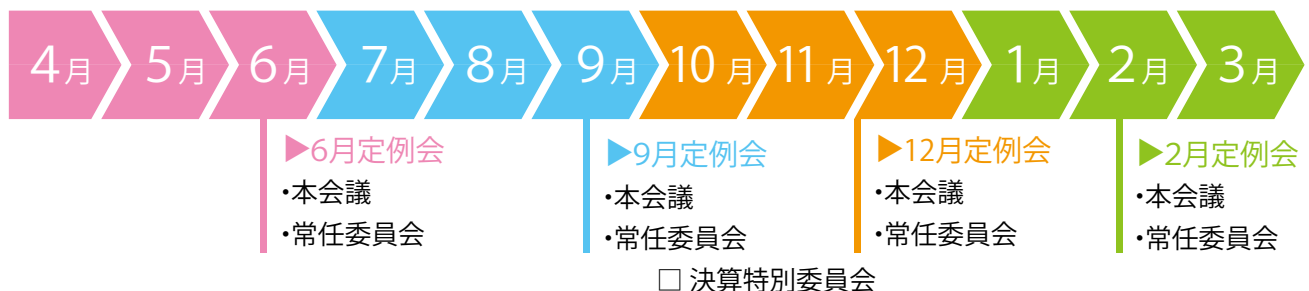 4月 5月 6月 7月 8月 9月 10月 11月 12月 1月 2月 3月
▶6月定例会
・本会議
・常任委員会
▶9月定例会
・本会議
・常任委員会
□ 決算特別委員会
▶12月定例会
・本会議
・常任委員会
▶2月定例会
・本会議
・常任委員会